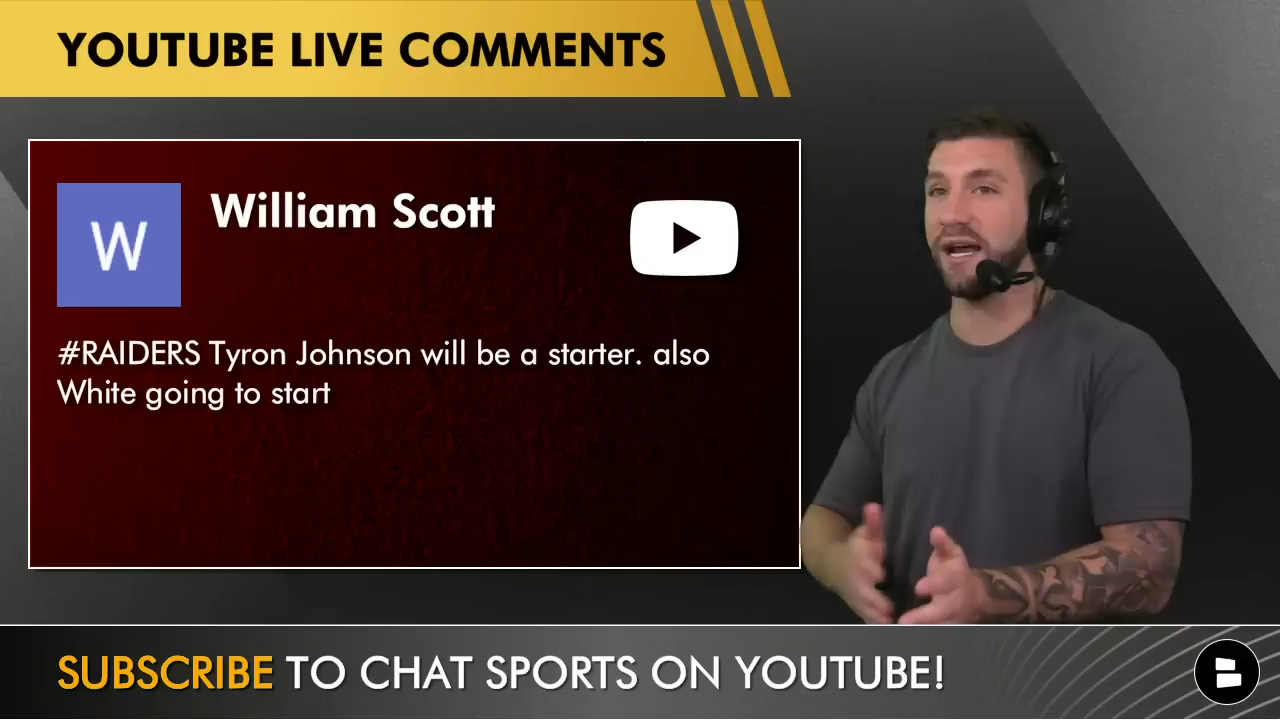 YOUTUBE LIVE COMMENTS
W
William Scott
#RAIDERS Tyron Johnson will be a starter. also
White going to start
SUBSCRIBE TO CHAT SPORTS ON YOUTUBE!